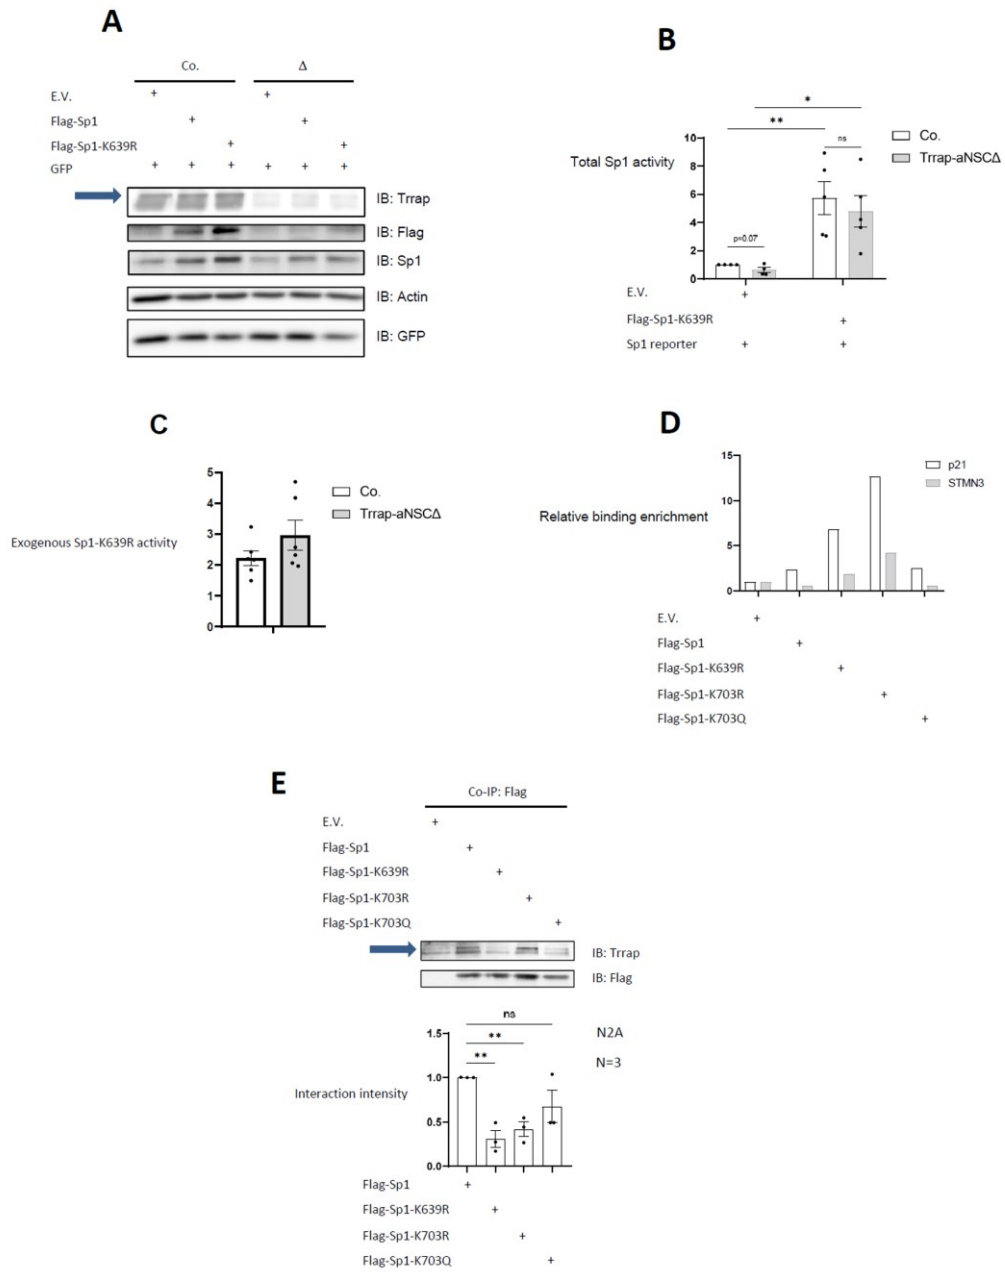 A
Co. Δ
E.V. + +
Flag-Sp1 + +
Flag-Sp1-K639R + +
GFP + + + + + +
IB: Trrap
IB: Flag
IB: Sp1
IB: Actin
IB: GFP
B
Total Sp1 activity
10
8
6
4
2
0
*
**
ns
p=0.07
Co.
Trrap-aNSCΔ
E.V. +
Flag-Sp1-K639R +
Sp1 reporter + +
C
Exogenous Sp1-K639R activity
5
4
3
2
1
0
Co.
Trrap-aNSCΔ
D
Relative binding enrichment
15
10
5
0
p21
STMN3
E.V. +
Flag-Sp1 +
Flag-Sp1-K639R +
Flag-Sp1-K703R +
Flag-Sp1-K703Q +
E
Co-IP: Flag
E.V. +
Flag-Sp1 +
Flag-Sp1-K639R +
Flag-Sp1-K703R +
Flag-Sp1-K703Q +
IB: Trrap
IB: Flag
ns
**
**
1.5
1.0
0.5
0.0
Interaction intensity
N2A
N=3
Flag-Sp1 +
Flag-Sp1-K639R +
Flag-Sp1-K703R +
Flag-Sp1-K703Q +